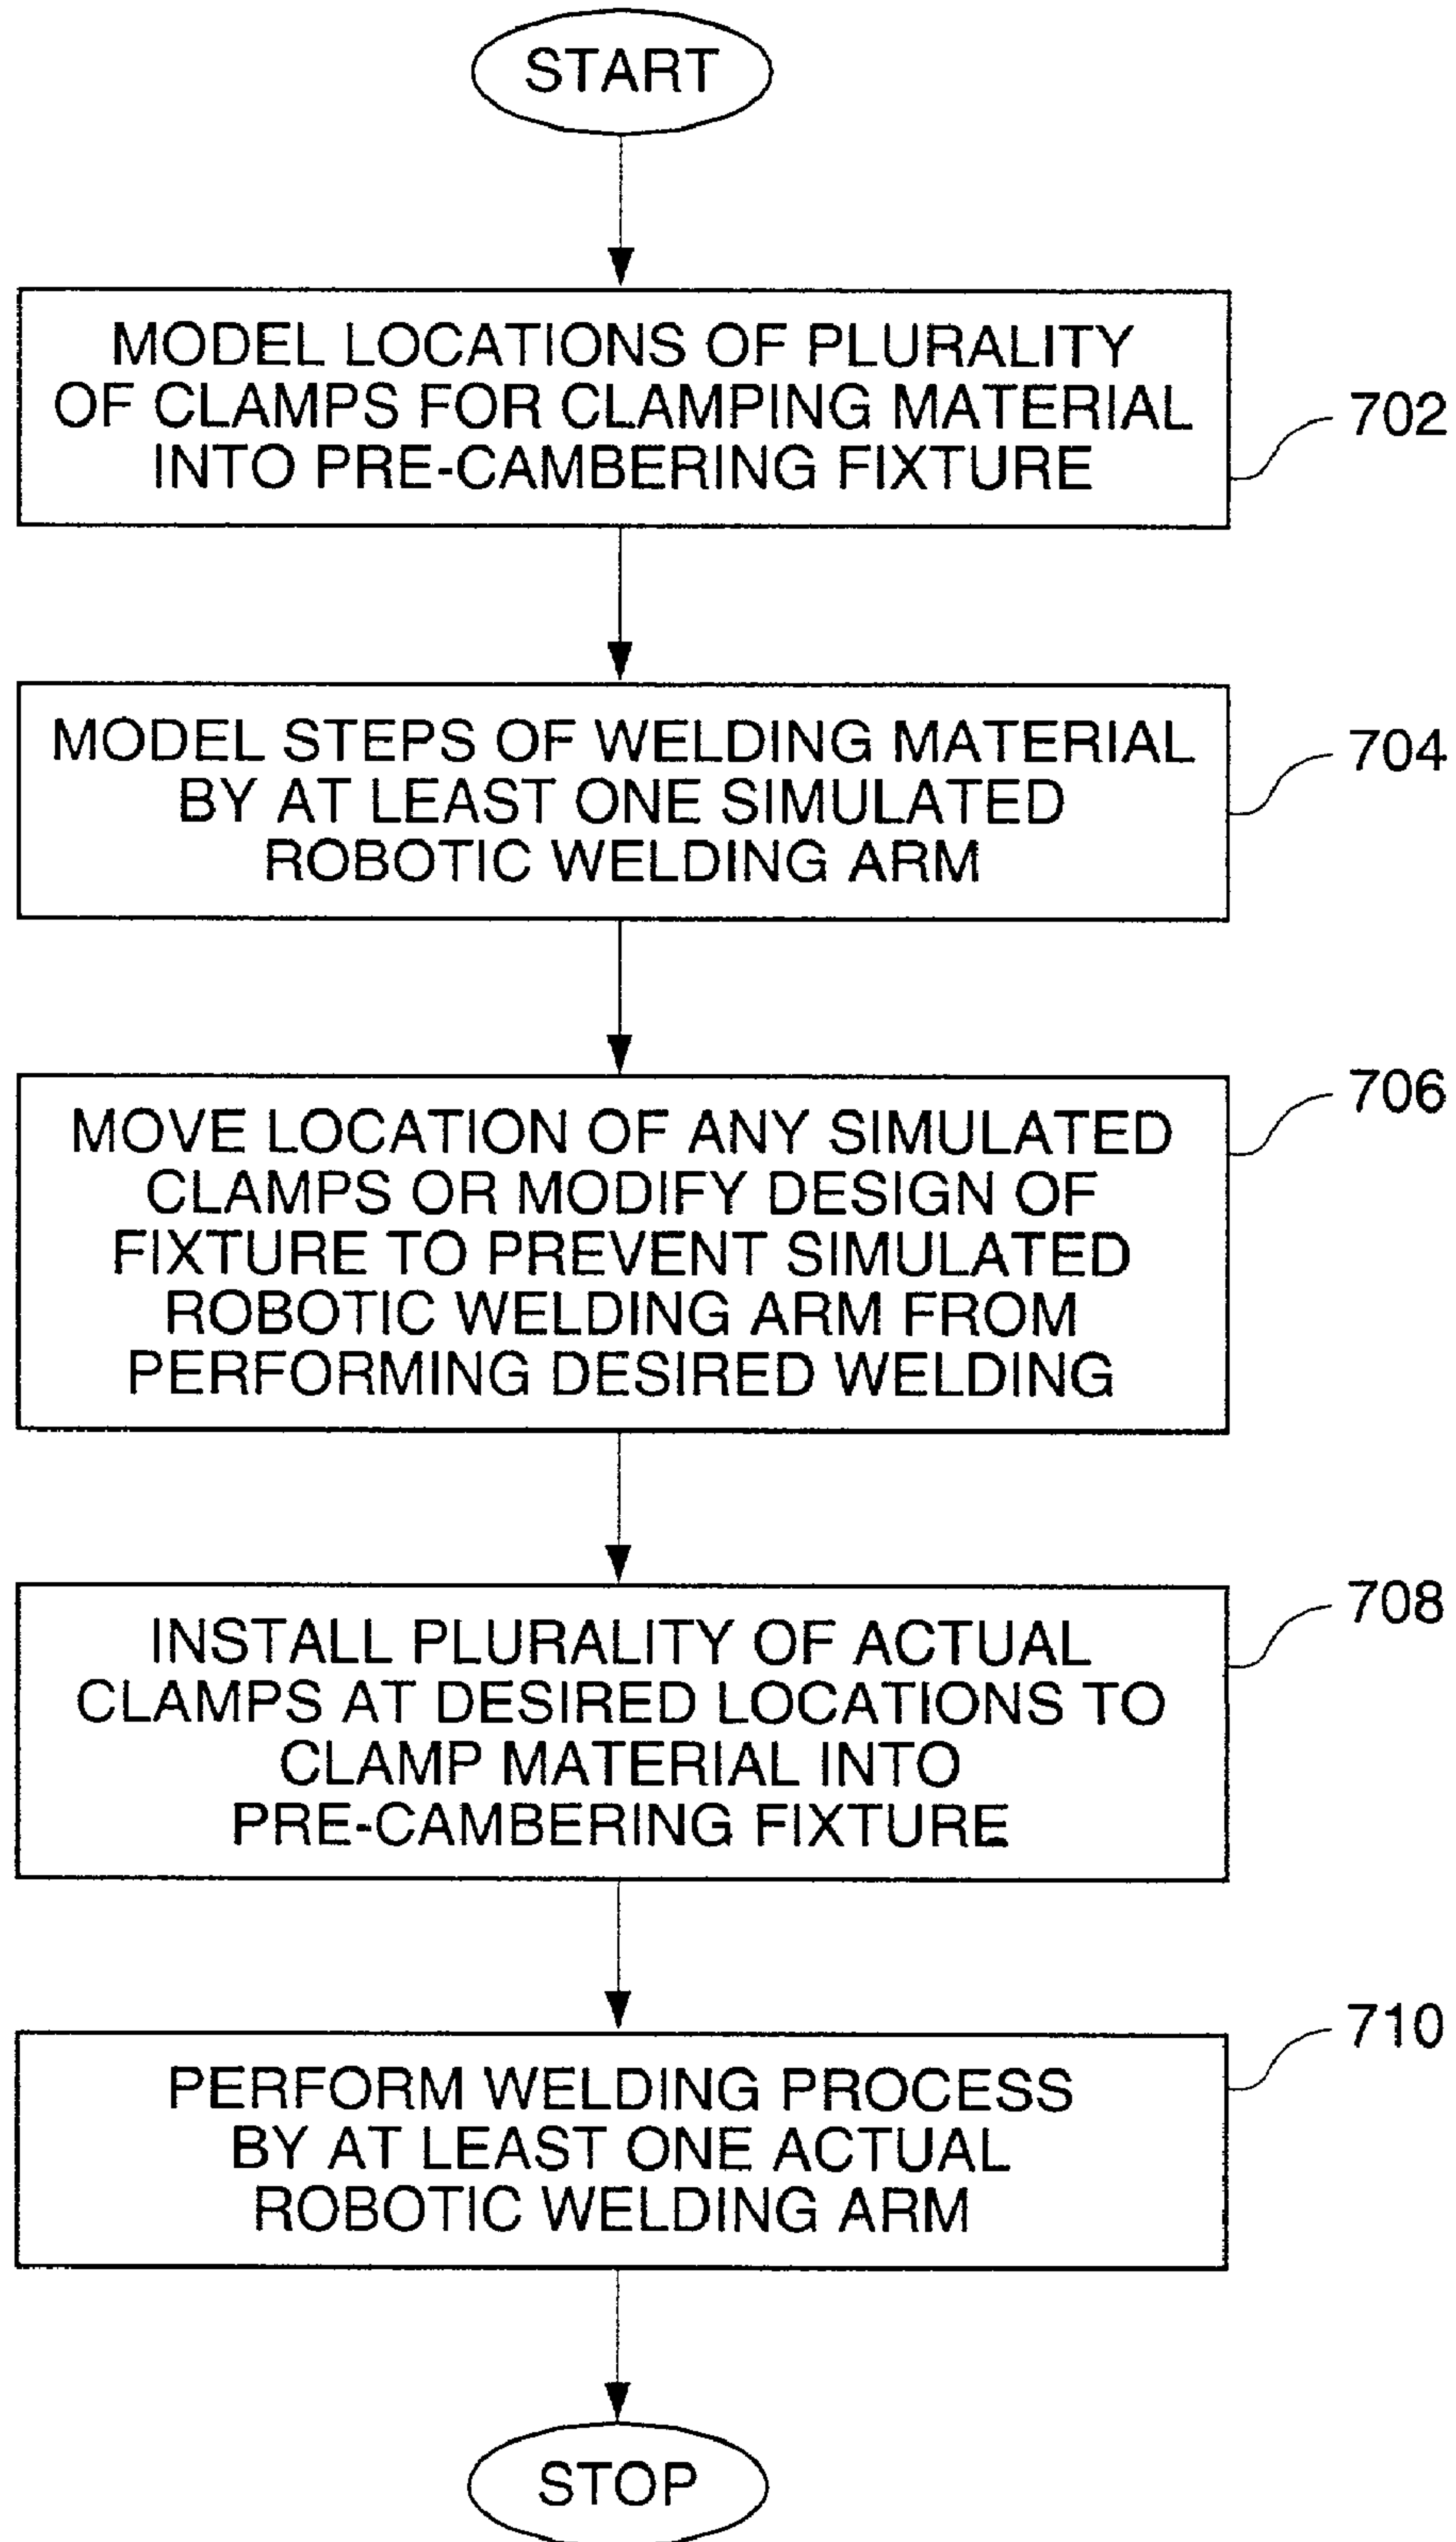 START
MODEL LOCATIONS OF PLURALITY
OF CLAMPS FOR CLAMPING MATERIAL
INTO PRE-CAMBERING FIXTURE
702
MODEL STEPS OF WELDING MATERIAL
BY AT LEAST ONE SIMULATED
ROBOTIC WELDING ARM
704
MOVE LOCATION OF ANY SIMULATED
CLAMPS OR MODIFY DESIGN OF
FIXTURE TO PREVENT SIMULATED
ROBOTIC WELDING ARM FROM
PERFORMING DESIRED WELDING
706
INSTALL PLURALITY OF ACTUAL
CLAMPS AT DESIRED LOCATIONS TO
CLAMP MATERIAL INTO
PRE-CAMBERING FIXTURE
708
PERFORM WELDING PROCESS
BY AT LEAST ONE ACTUAL
ROBOTIC WELDING ARM
710
STOP